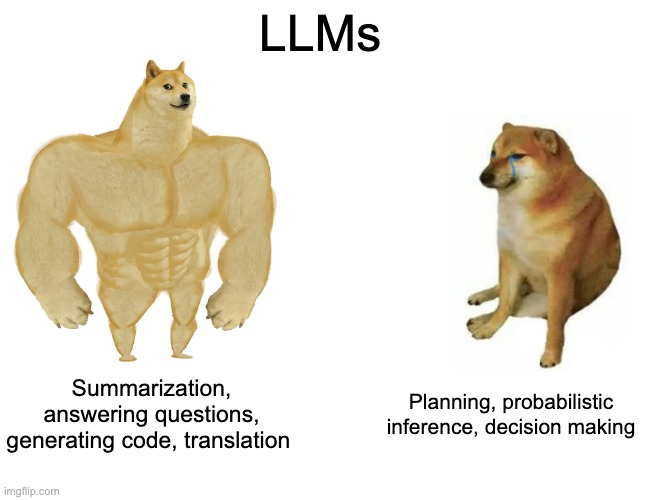 LLMs
Summarization,
answering questions,
generating code, translation
Planning, probabilistic
inference, decision making
imgflip.com